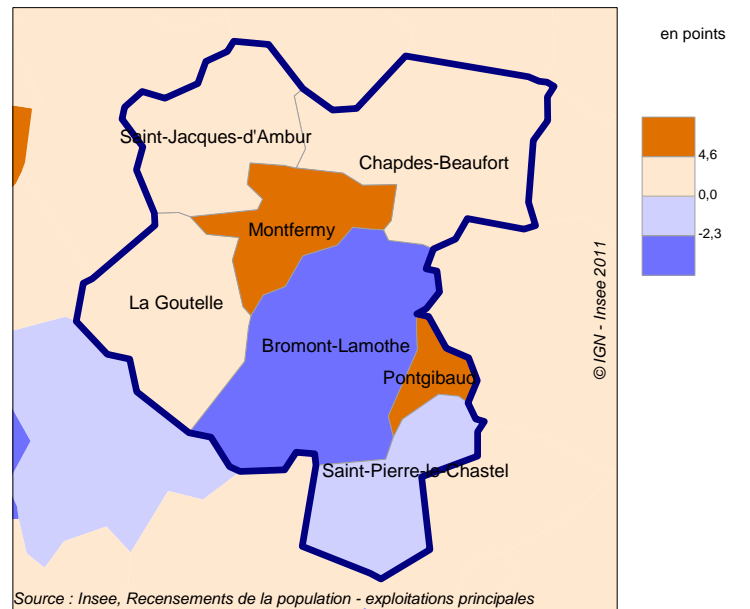 en points
4,6
0,0
-2,3
Saint-Jacques-d'Ambur
Chapdes-Beaufort
Montfermy
La Goutelle
Bromont-Lamothe
Pontgibaud
Saint-Pierre-le-Chastel
© IGN - Insee 2011
Source : Insee, Recensements de la population - exploitations principales